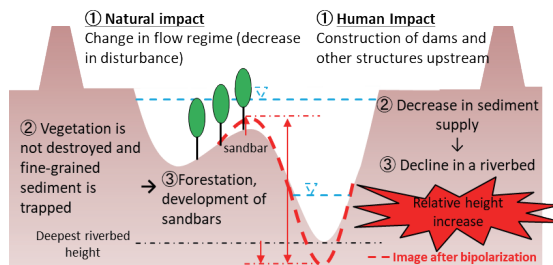 ① Natural impact
Change in flow regime (decrease
in disturbance)
① Human Impact
Construction of dams and
other structures upstream
② Vegetation is
not destroyed and
fine-grained
sediment is
trapped
→ ③Forestation,
development of
sandbars
sandbar
② Decrease in sediment
supply
↓
③ Decline in a riverbed
Relative height
increase
Deepest riverbed
height
Image after bipolarization